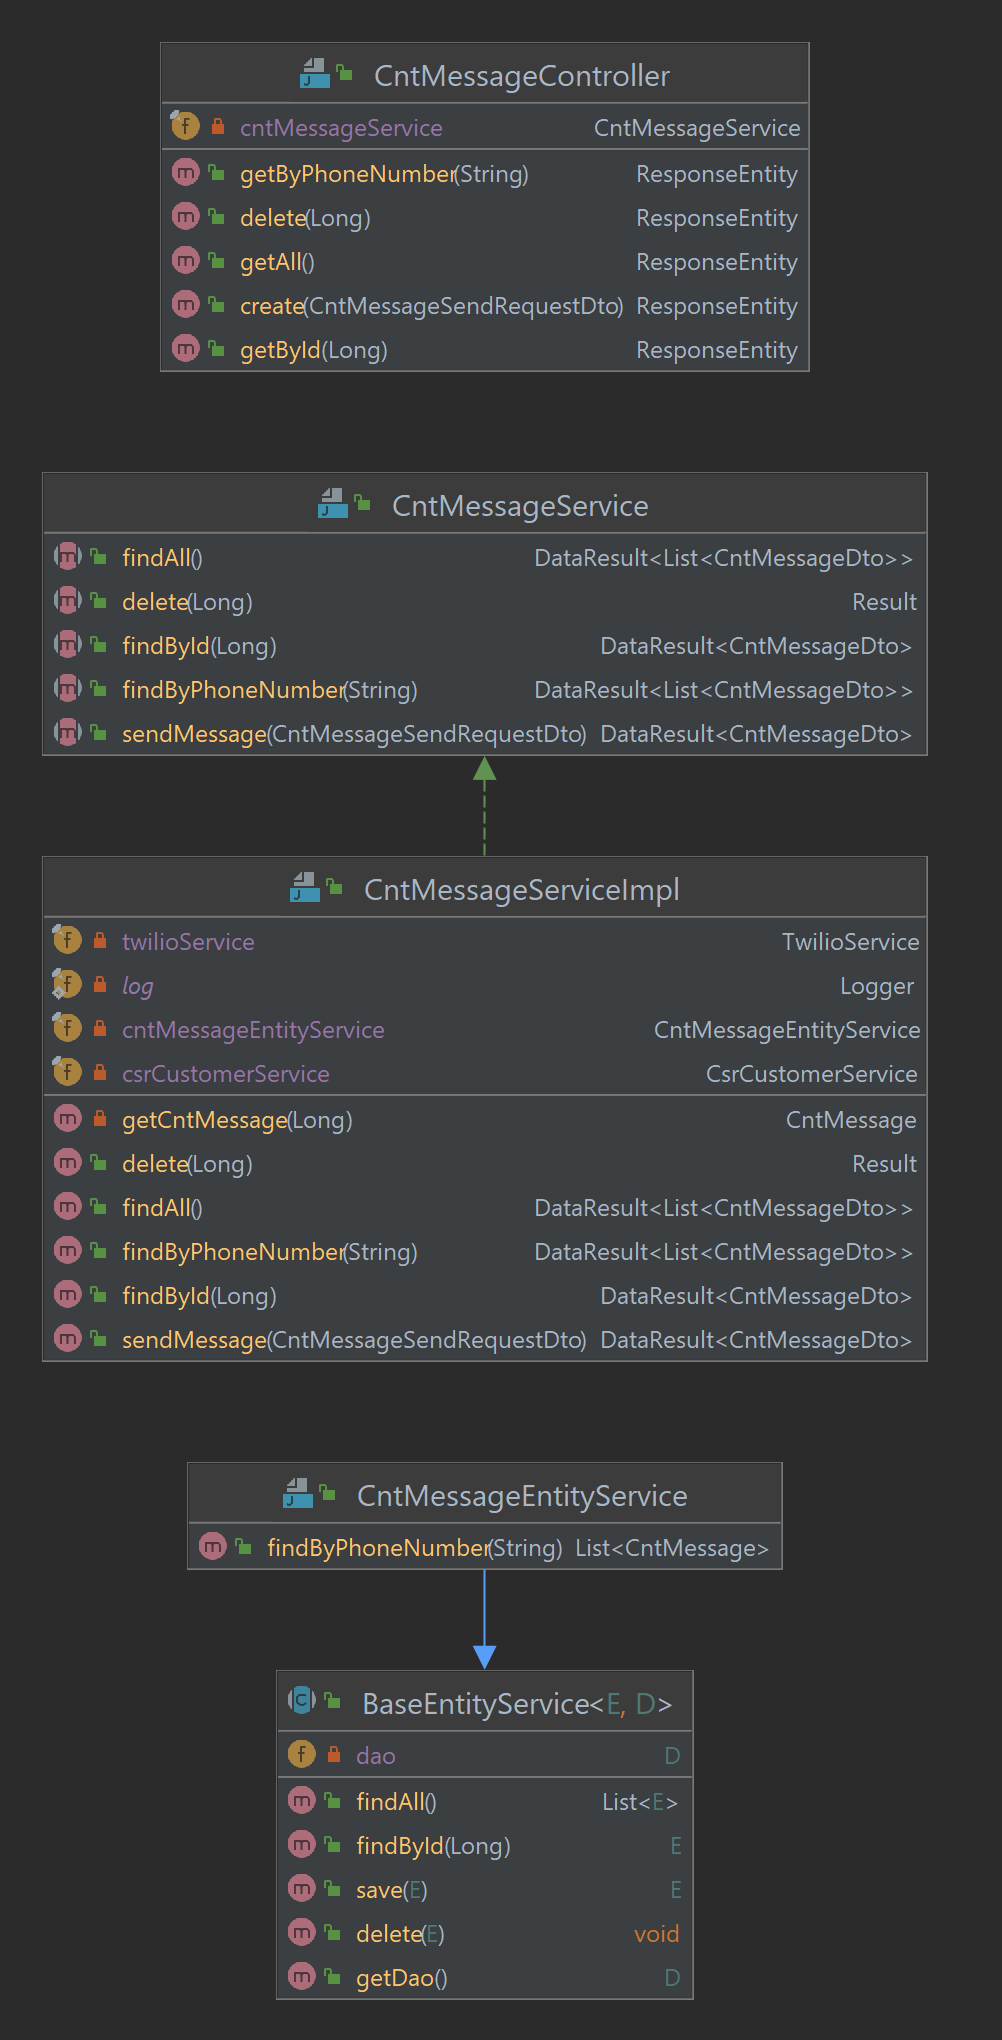 CntMessageController
cntMessageService CntMessageService
getByPhoneNumber(String) ResponseEntity
delete(Long) ResponseEntity
getAll() ResponseEntity
create(CntMessageSendRequestDto) ResponseEntity
getById(Long) ResponseEntity
CntMessageService
findAll() DataResult<List<CntMessageDto>>
delete(Long) Result
findById(Long) DataResult<CntMessageDto>
findByPhoneNumber(String) DataResult<List<CntMessageDto>>
sendMessage(CntMessageSendRequestDto) DataResult<CntMessageDto>
CntMessageServiceImpl
twilioService TwilioService
log Logger
cntMessageEntityService CntMessageEntityService
csrCustomerService CsrCustomerService
getCntMessage(Long) CntMessage
delete(Long) Result
findAll() DataResult<List<CntMessageDto>>
findByPhoneNumber(String) DataResult<List<CntMessageDto>>
findById(Long) DataResult<CntMessageDto>
sendMessage(CntMessageSendRequestDto) DataResult<CntMessageDto>
CntMessageEntityService
findByPhoneNumber(String) List<CntMessage>
BaseEntityService<E, D>
dao D
findAll() List<E>
findById(Long) E
save(E) E
delete(E) void
getDao() D